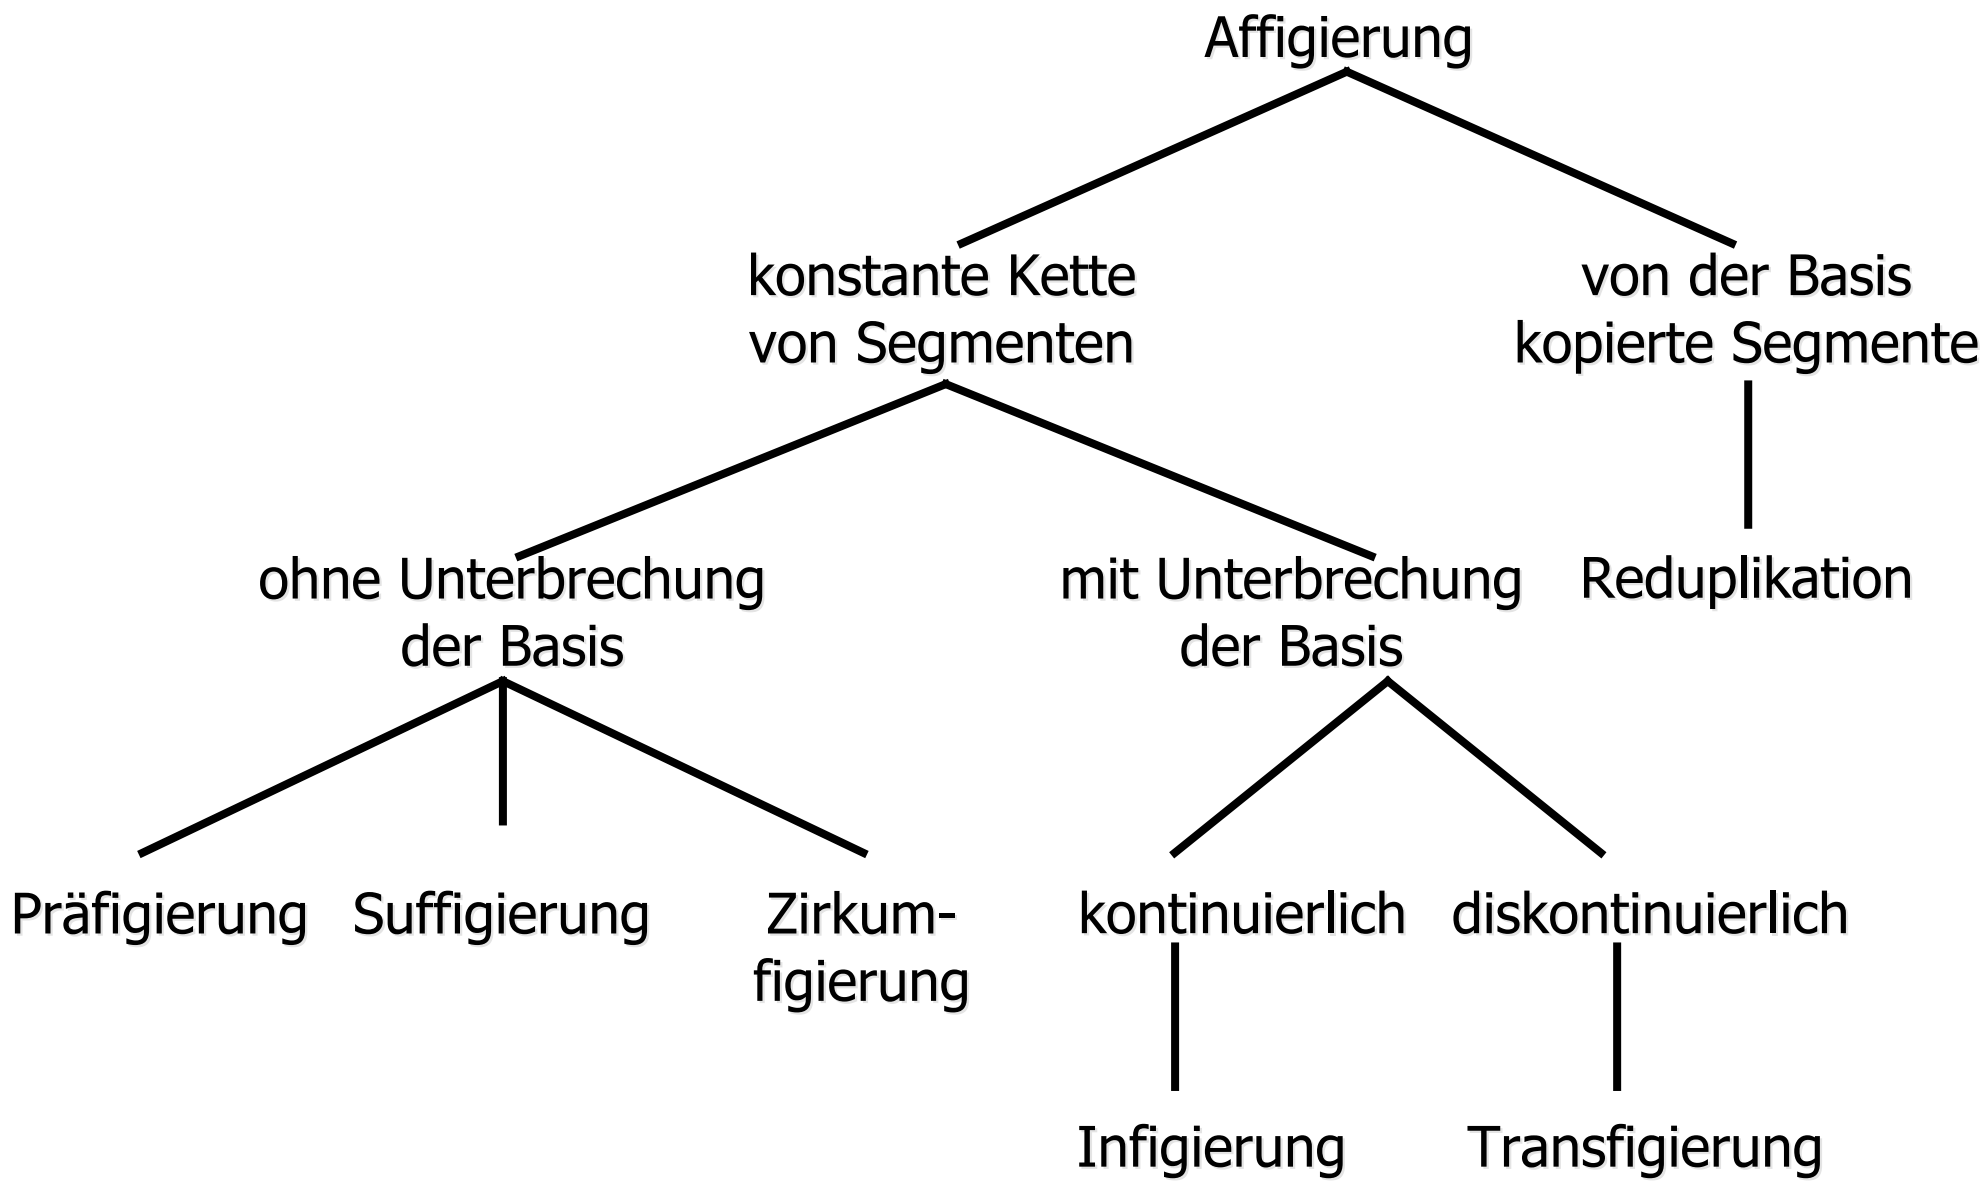 Affigierung
konstante Kette
von Segmenten
von der Basis
kopierte Segmente
ohne Unterbrechung
der Basis
mit Unterbrechung
der Basis
Reduplikation
Präfigierung
Suffigierung
Zirkum-
figierung
kontinuierlich
diskontinuierlich
Infigierung
Transfigierung